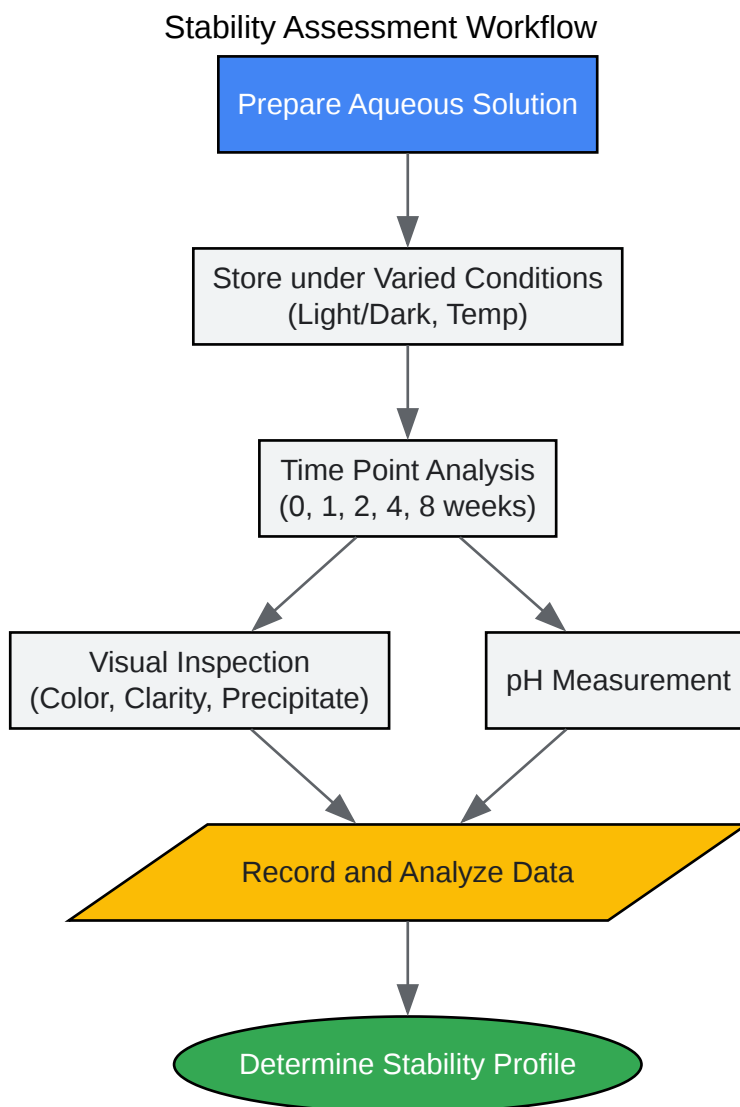 Stability Assessment Workflow
Prepare Aqueous Solution
Store under Varied Conditions
(Light/Dark, Temp)
Time Point Analysis
(0, 1, 2, 4, 8 weeks)
Visual Inspection
(Color, Clarity, Precipitate)
pH Measurement
Record and Analyze Data
Determine Stability Profile